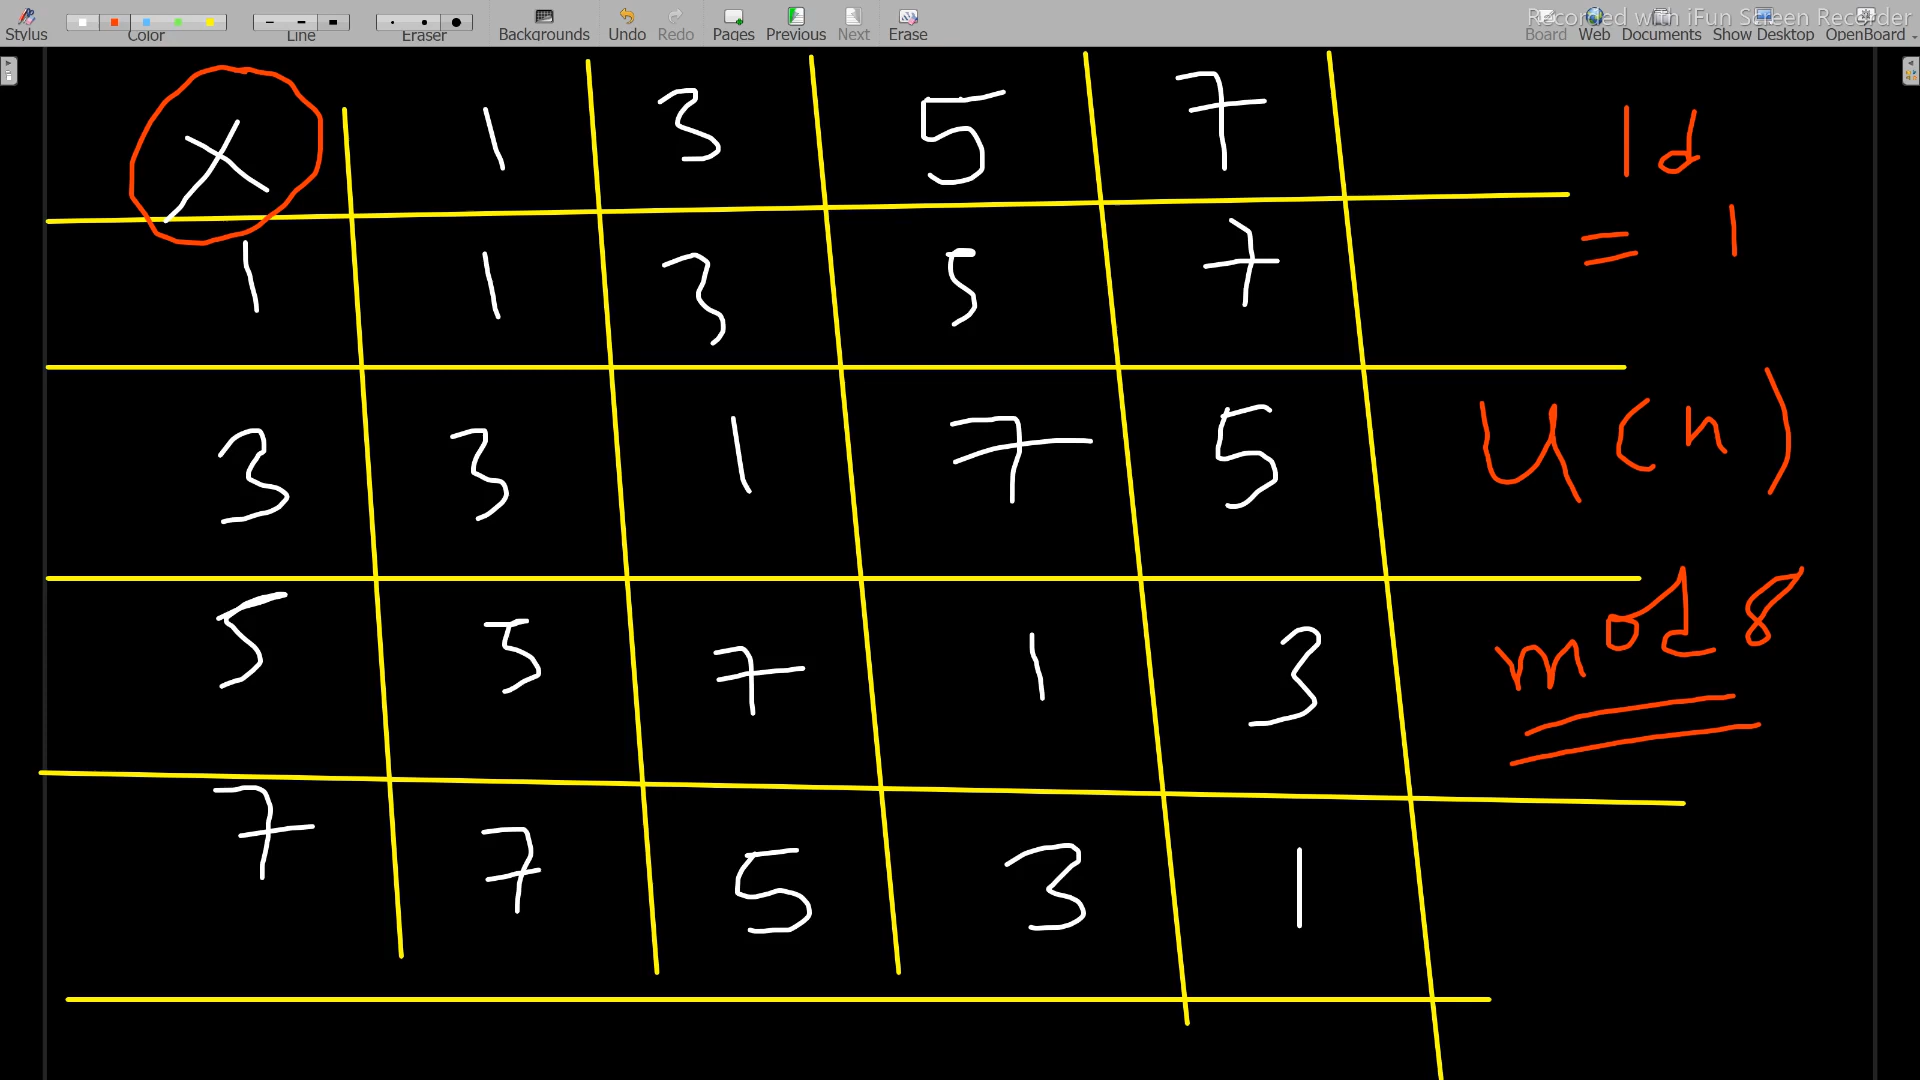 Recorded with iFun Screen Recorder
Stylus Color Line Eraser Backgrounds Undo Redo Pages Previous Next Erase Board Web Documents Show Desktop OpenBoard
× 1 3 5 7
1 1 3 5 7
3 3 1 7 5
5 5 7 1 3
7 7 5 3 1
Id
= 1
U(n)
mod 8